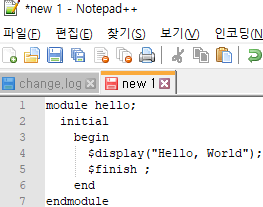 *new 1 - Notepad++
파일(F) 편집(E) 찾기(S) 보기(V) 인코딩(N)
change.log new 1
1 module hello;
2 initial
3 begin
4 $display("Hello, World");
5 $finish ;
6 end
7 endmodule